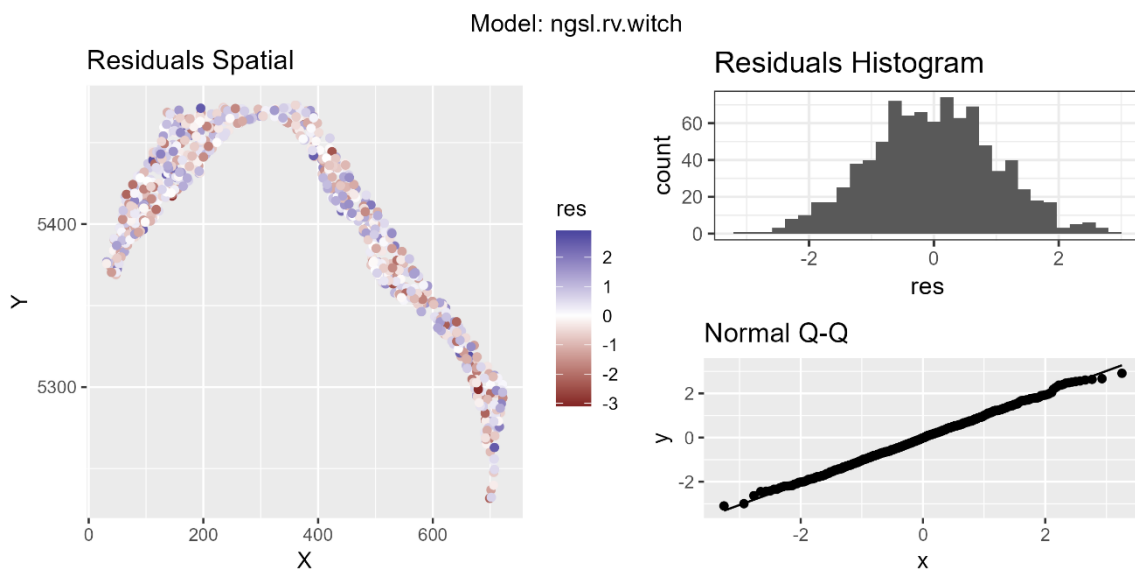 Model: ngsl.rv.witch
Residuals Spatial
5400
5300
Y
0
200
400
600
X
res
2
1
0
-1
-2
-3
Residuals Histogram
60
40
20
0
count
-2
0
2
res
Normal Q-Q
2
0
-2
y
-2
0
2
x